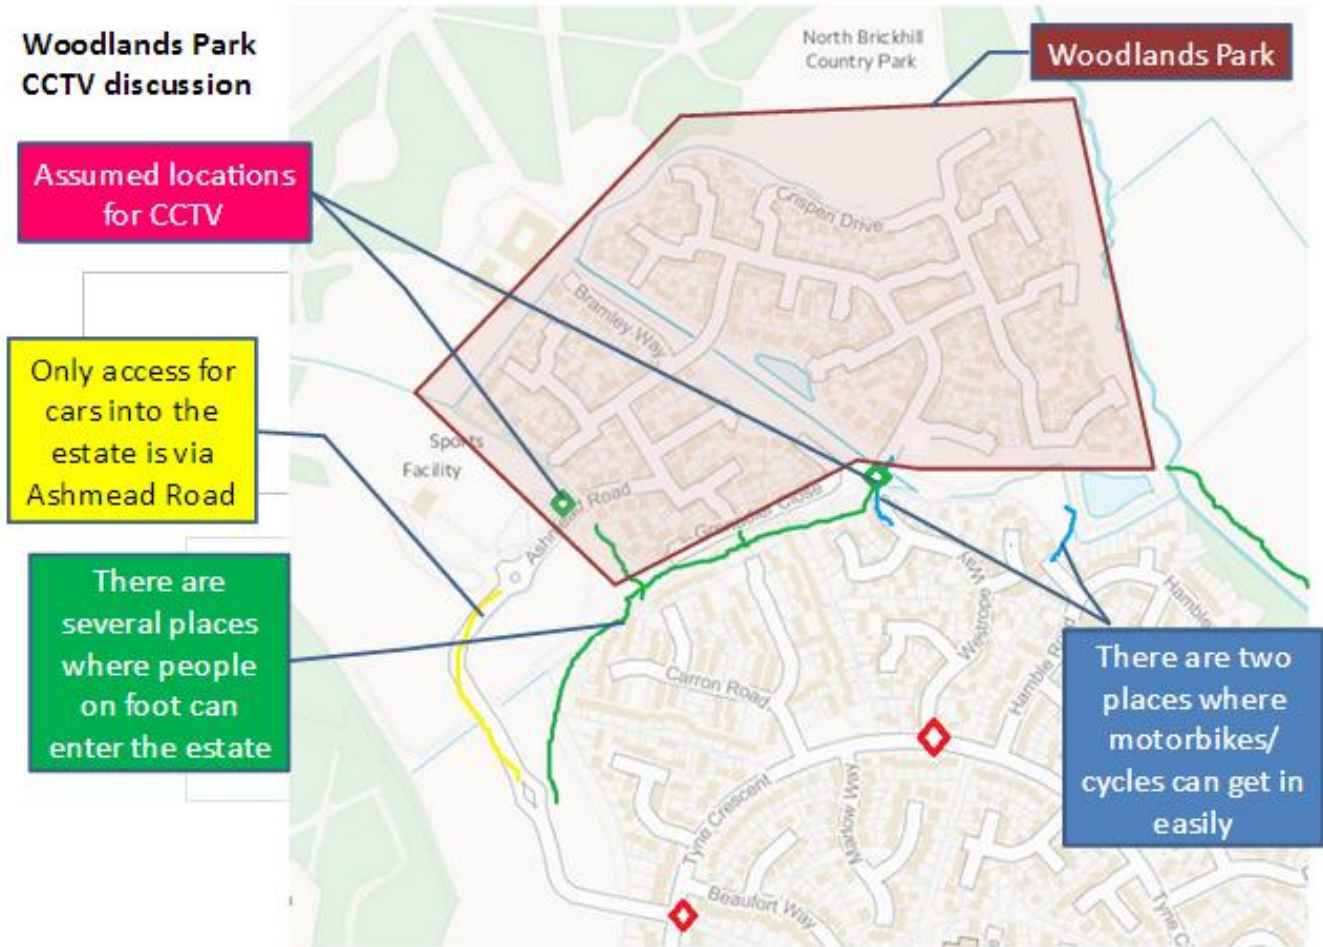 Woodlands Park
CCTV discussion
North Brickhill
Country Park
Woodlands Park
Assumed locations
for CCTV
Crispen Drive
Bramley Way
Only access for
cars into the
estate is via
Ashmead Road
Sports
Facility
Ashmead Road
Close
There are
several places
where people
on foot can
enter the estate
Westrope Way
Hamble Road
Hamble
Carron Road
There are two
places where
motorbikes/
cycles can get in
easily
Tyne Crescent
Marlow Way
Beaufort Way
Tyne C